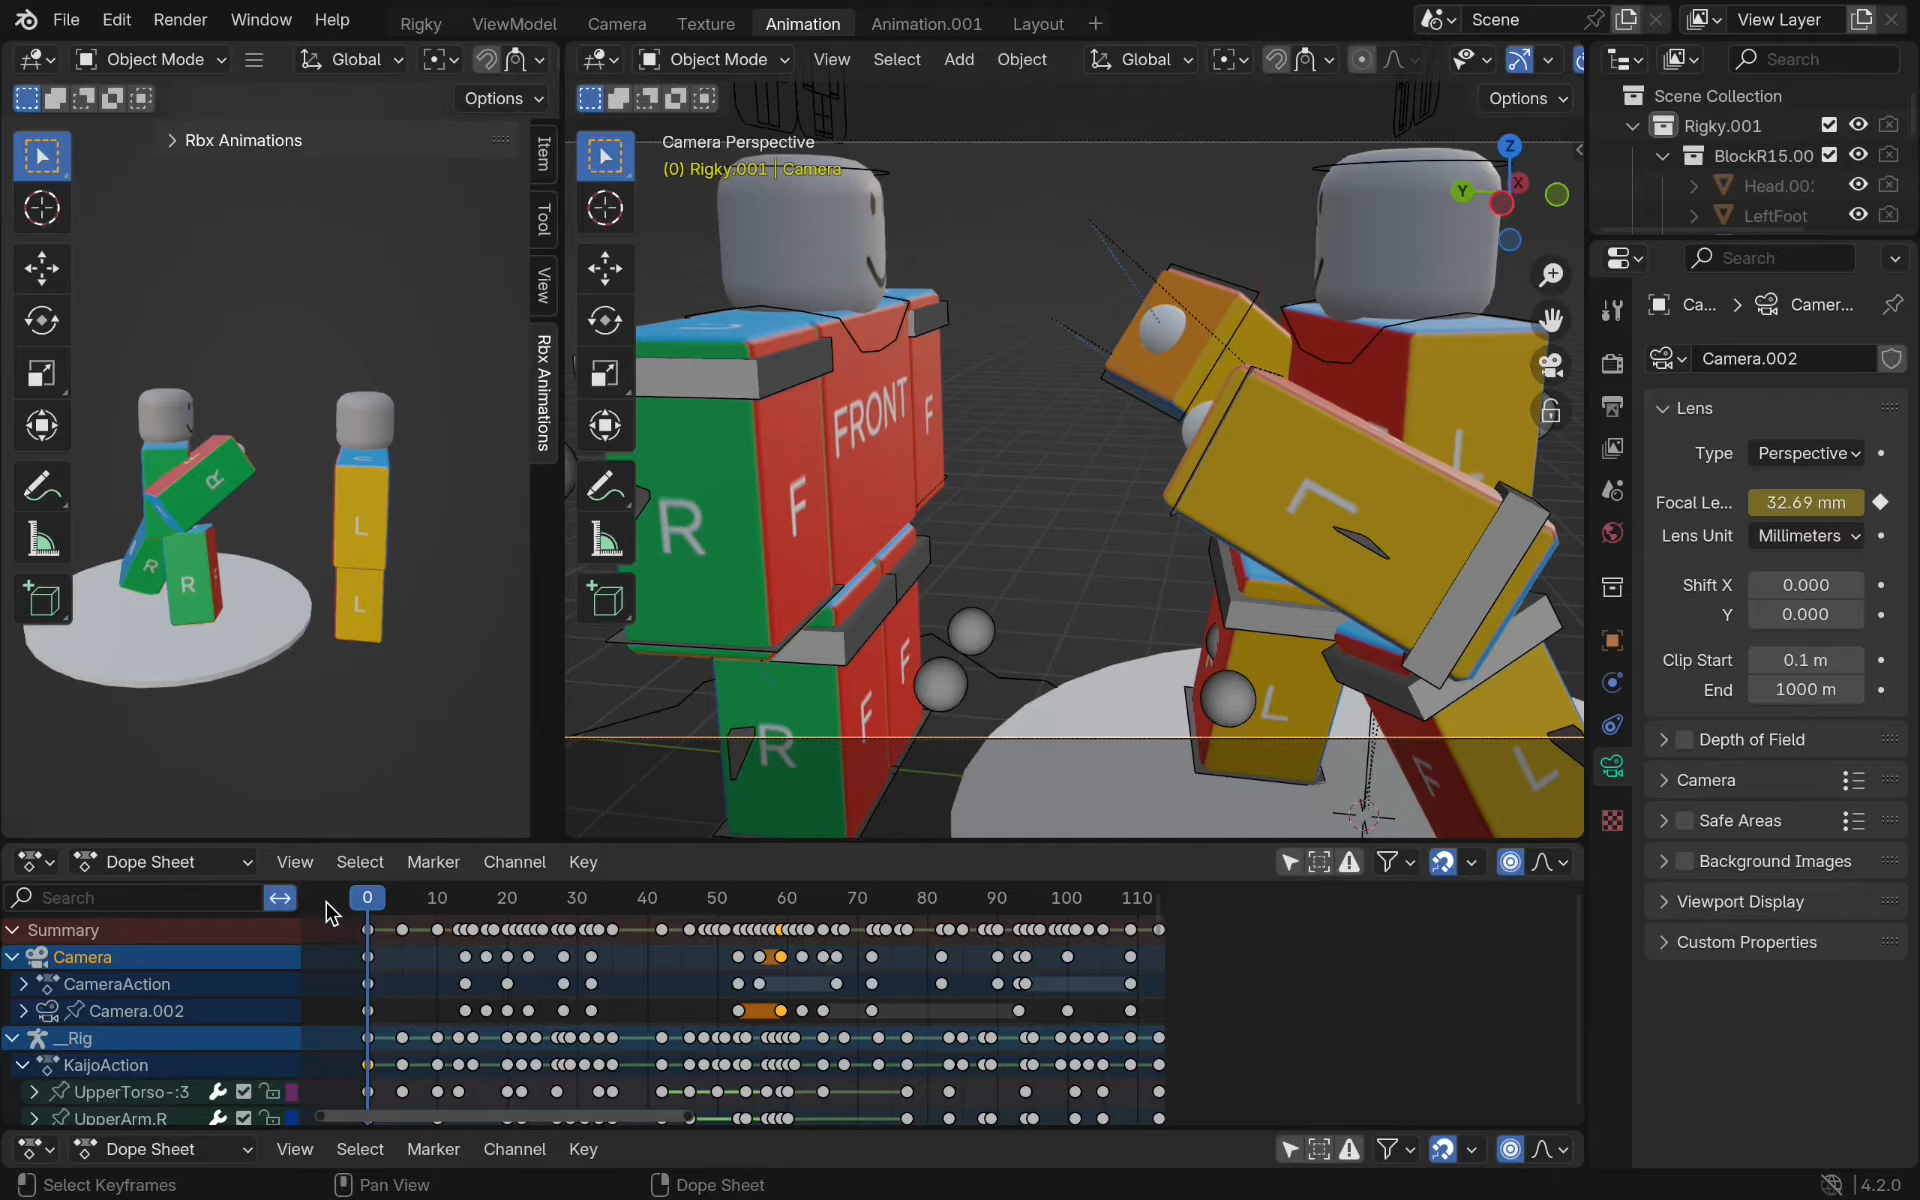 File Edit Render Window Help
Rigky ViewModel Camera Texture Animation Animation.001 Layout +
Scene View Layer
Object Mode Global
Object Mode View Select Add Object Global
Search
Options
Options
Rbx Animations
Item
Tool
View
Rbx Animations
Camera Perspective
(0) Rigky.001 | Camera
Z
Y
X
Scene Collection
Rigky.001
BlockR15.00
Head.00
LeftFoot
Search
Ca... > Camer...
Camera.002
Lens
Type Perspective
Focal Le... 32.69 mm
Lens Unit Millimeters
Shift X 0.000
Y 0.000
Clip Start 0.1 m
End 1000 m
Depth of Field
Camera
Safe Areas
Background Images
Viewport Display
Custom Properties
R
R
R
L
L
R
F
FRONT
F
R
F
F
L
L
L
L
Dope Sheet View Select Marker Channel Key
Search
0 10 20 30 40 50 60 70 80 90 100 110
Summary
Camera
CameraAction
Camera.002
__Rig
KaijoAction
UpperTorso-:3
UpperArm.R
Dope Sheet View Select Marker Channel Key
Select Keyframes Pan View Dope Sheet 4.2.0